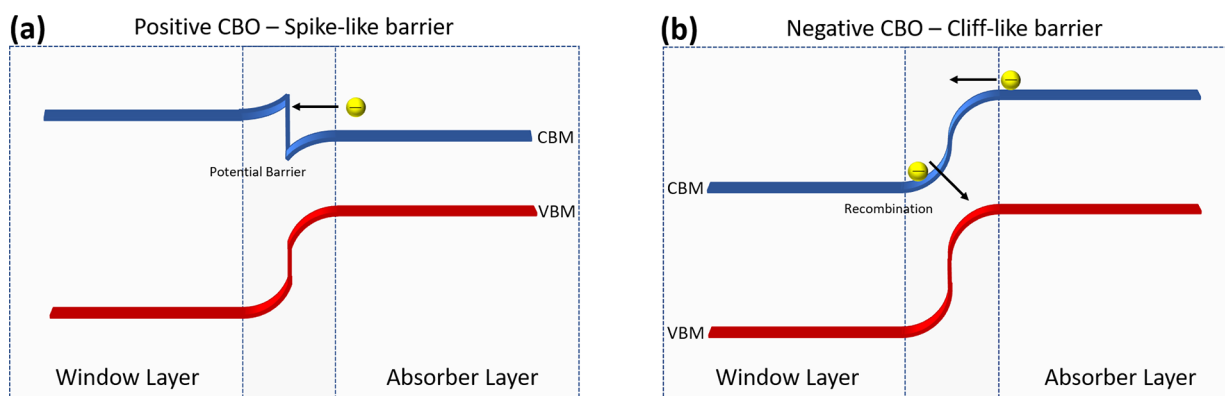 (a)
Positive CBO – Spike-like barrier
CBM
Potential Barrier
VBM
Window Layer
Absorber Layer
(b)
Negative CBO – Cliff-like barrier
CBM
Recombination
VBM
Window Layer
Absorber Layer